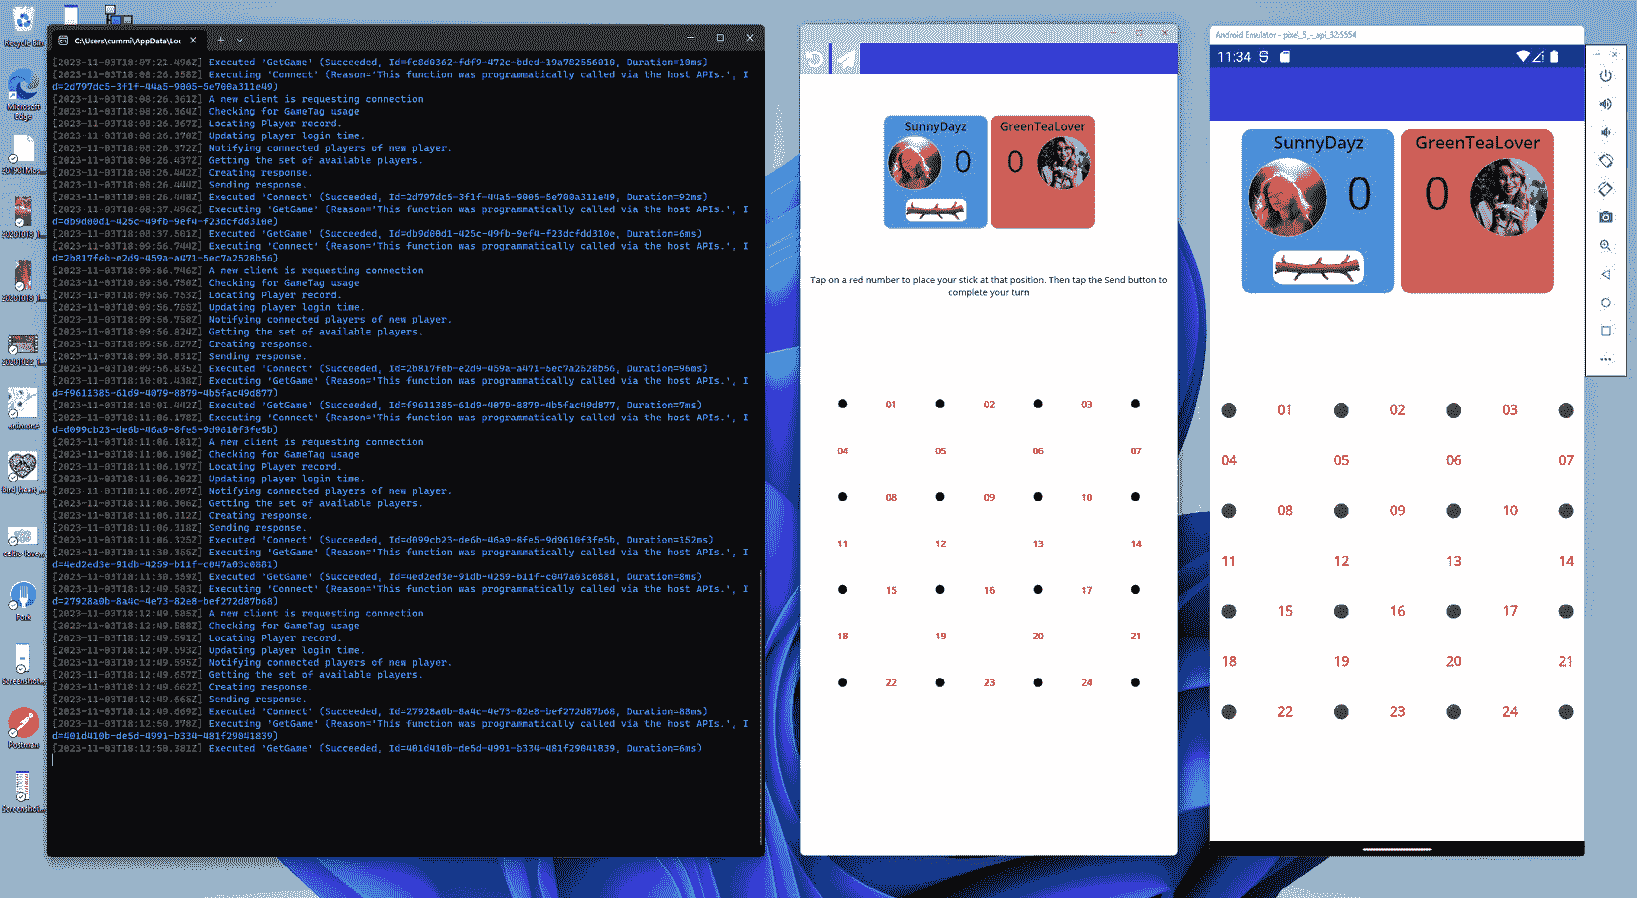 Recycle Bin
Microsoft
Edge
Fork
Postman
Screenshot...
Screenshot...
C:\Users\cummi\AppData\Loc
[2023-11-03T18:07:21.496Z] Executed 'GetGame' (Succeeded, Id=fc8d0362-fdf9-472c-bded-19a782556010, Duration=10ms)
[2023-11-03T18:08:26.358Z] Executing 'Connect' (Reason='This function was programmatically called via the host APIs.', I
d=2d797dc5-3f1f-44a5-9005-5e700a311e49)
[2023-11-03T18:08:26.361Z] A new client is requesting connection
[2023-11-03T18:08:26.364Z] Checking for GameTag usage
[2023-11-03T18:08:26.367Z] Locating Player record.
[2023-11-03T18:08:26.370Z] Updating player login time.
[2023-11-03T18:08:26.372Z] Notifying connected players of new player.
[2023-11-03T18:08:26.437Z] Getting the set of available players.
[2023-11-03T18:08:26.442Z] Creating response.
[2023-11-03T18:08:26.444Z] Sending response.
[2023-11-03T18:08:26.448Z] Executed 'Connect' (Succeeded, Id=2d797dc5-3f1f-44a5-9005-5e700a311e49, Duration=92ms)
[2023-11-03T18:08:37.496Z] Executing 'GetGame' (Reason='This function was programmatically called via the host APIs.', I
d=db9d00d1-425c-49fb-9ef4-f23dcfdd310e)
[2023-11-03T18:08:37.501Z] Executed 'GetGame' (Succeeded, Id=db9d00d1-425c-49fb-9ef4-f23dcfdd310e, Duration=6ms)
[2023-11-03T18:09:56.744Z] Executing 'Connect' (Reason='This function was programmatically called via the host APIs.', I
d=2b817feb-e2d9-459a-a471-5ec7a2528b56)
[2023-11-03T18:09:56.746Z] A new client is requesting connection
[2023-11-03T18:09:56.750Z] Checking for GameTag usage
[2023-11-03T18:09:56.753Z] Locating Player record.
[2023-11-03T18:09:56.755Z] Updating player login time.
[2023-11-03T18:09:56.758Z] Notifying connected players of new player.
[2023-11-03T18:09:56.824Z] Getting the set of available players.
[2023-11-03T18:09:56.827Z] Creating response.
[2023-11-03T18:09:56.831Z] Sending response.
[2023-11-03T18:09:56.835Z] Executed 'Connect' (Succeeded, Id=2b817feb-e2d9-459a-a471-5ec7a2528b56, Duration=96ms)
[2023-11-03T18:10:01.438Z] Executing 'GetGame' (Reason='This function was programmatically called via the host APIs.', I
d=f9611385-61d9-4079-8879-4b5fac49d877)
[2023-11-03T18:10:01.442Z] Executed 'GetGame' (Succeeded, Id=f9611385-61d9-4079-8879-4b5fac49d877, Duration=7ms)
[2023-11-03T18:11:06.178Z] Executing 'Connect' (Reason='This function was programmatically called via the host APIs.', I
d=d099cb23-de6b-46a9-8fe5-9d9610f3fe5b)
[2023-11-03T18:11:06.181Z] A new client is requesting connection
[2023-11-03T18:11:06.190Z] Checking for GameTag usage
[2023-11-03T18:11:06.197Z] Locating Player record.
[2023-11-03T18:11:06.202Z] Updating player login time.
[2023-11-03T18:11:06.207Z] Notifying connected players of new player.
[2023-11-03T18:11:06.306Z] Getting the set of available players.
[2023-11-03T18:11:06.312Z] Creating response.
[2023-11-03T18:11:06.318Z] Sending response.
[2023-11-03T18:11:06.325Z] Executed 'Connect' (Succeeded, Id=d099cb23-de6b-46a9-8fe5-9d9610f3fe5b, Duration=152ms)
[2023-11-03T18:11:30.355Z] Executing 'GetGame' (Reason='This function was programmatically called via the host APIs.', I
d=4ed2ed3e-91db-4259-b11f-c047a03c0881)
[2023-11-03T18:11:30.359Z] Executed 'GetGame' (Succeeded, Id=4ed2ed3e-91db-4259-b11f-c047a03c0881, Duration=8ms)
[2023-11-03T18:12:49.583Z] Executing 'Connect' (Reason='This function was programmatically called via the host APIs.', I
d=27928a0b-8a4c-4e73-82e8-bef272d87b68)
[2023-11-03T18:12:49.585Z] A new client is requesting connection
[2023-11-03T18:12:49.588Z] Checking for GameTag usage
[2023-11-03T18:12:49.591Z] Locating Player record.
[2023-11-03T18:12:49.593Z] Updating player login time.
[2023-11-03T18:12:49.595Z] Notifying connected players of new player.
[2023-11-03T18:12:49.657Z] Getting the set of available players.
[2023-11-03T18:12:49.662Z] Creating response.
[2023-11-03T18:12:49.665Z] Sending response.
[2023-11-03T18:12:49.669Z] Executed 'Connect' (Succeeded, Id=27928a0b-8a4c-4e73-82e8-bef272d87b68, Duration=88ms)
[2023-11-03T18:12:50.378Z] Executing 'GetGame' (Reason='This function was programmatically called via the host APIs.', I
d=401d410b-de5d-4991-b334-481f29041839)
[2023-11-03T18:12:50.382Z] Executed 'GetGame' (Succeeded, Id=401d410b-de5d-4991-b334-481f29041839, Duration=6ms)
SunnyDayz GreenTeaLover
0 0
Tap on a red number to place your stick at that position. Then tap the Send button to
complete your turn
01 02 03
04 05 06 07
08 09 10
11 12 13 14
15 16 17
18 19 20 21
22 23 24
Android Emulator - pixel_5_-_api_32:5554
11:34
SunnyDayz GreenTeaLover
0 0
01 02 03
04 05 06 07
08 09 10
11 12 13 14
15 16 17
18 19 20 21
22 23 24